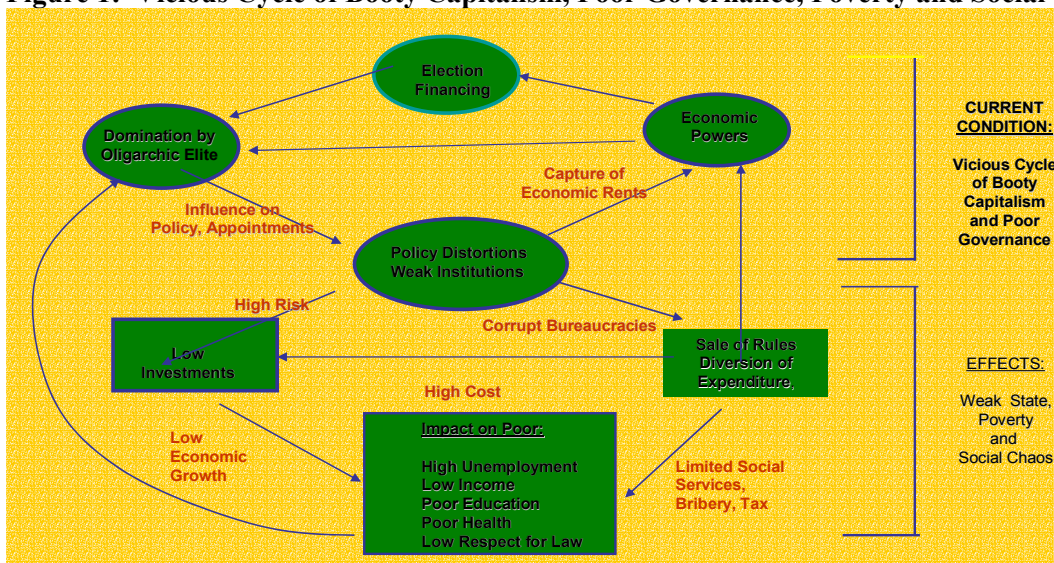 Figure 1: Vicious Cycle of Booty Capitalism, Poor Governance, Poverty and Social
Election
Financing
Economic
Powers
Domination by
Oligarchic Elite
Capture of
Economic Rents
Influence on
Policy, Appointments
Policy Distortions
Weak Institutions
CURRENT
CONDITION:
Vicious Cycle
of Booty
Capitalism
and Poor
Governance
High Risk
Corrupt Bureaucracies
Low
Investments
Sale of Rules
Diversion of
Expenditure,
High Cost
EFFECTS:
Weak State,
Poverty
and
Social Chaos
Low
Economic
Growth
Impact on Poor:
High Unemployment
Low Income
Poor Education
Poor Health
Low Respect for Law
Limited Social
Services,
Bribery, Tax